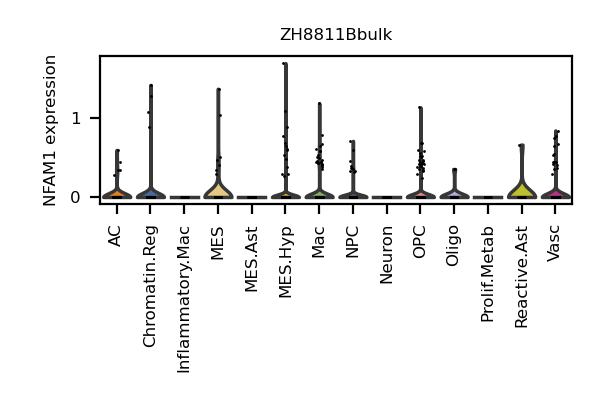 ZH8811Bbulk
NFAM1 expression
1
0
AC
Chromatin.Reg
Inflammatory.Mac
MES
MES.Ast
MES.Hyp
Mac
NPC
Neuron
OPC
Oligo
Prolif.Metab
Reactive.Ast
Vasc